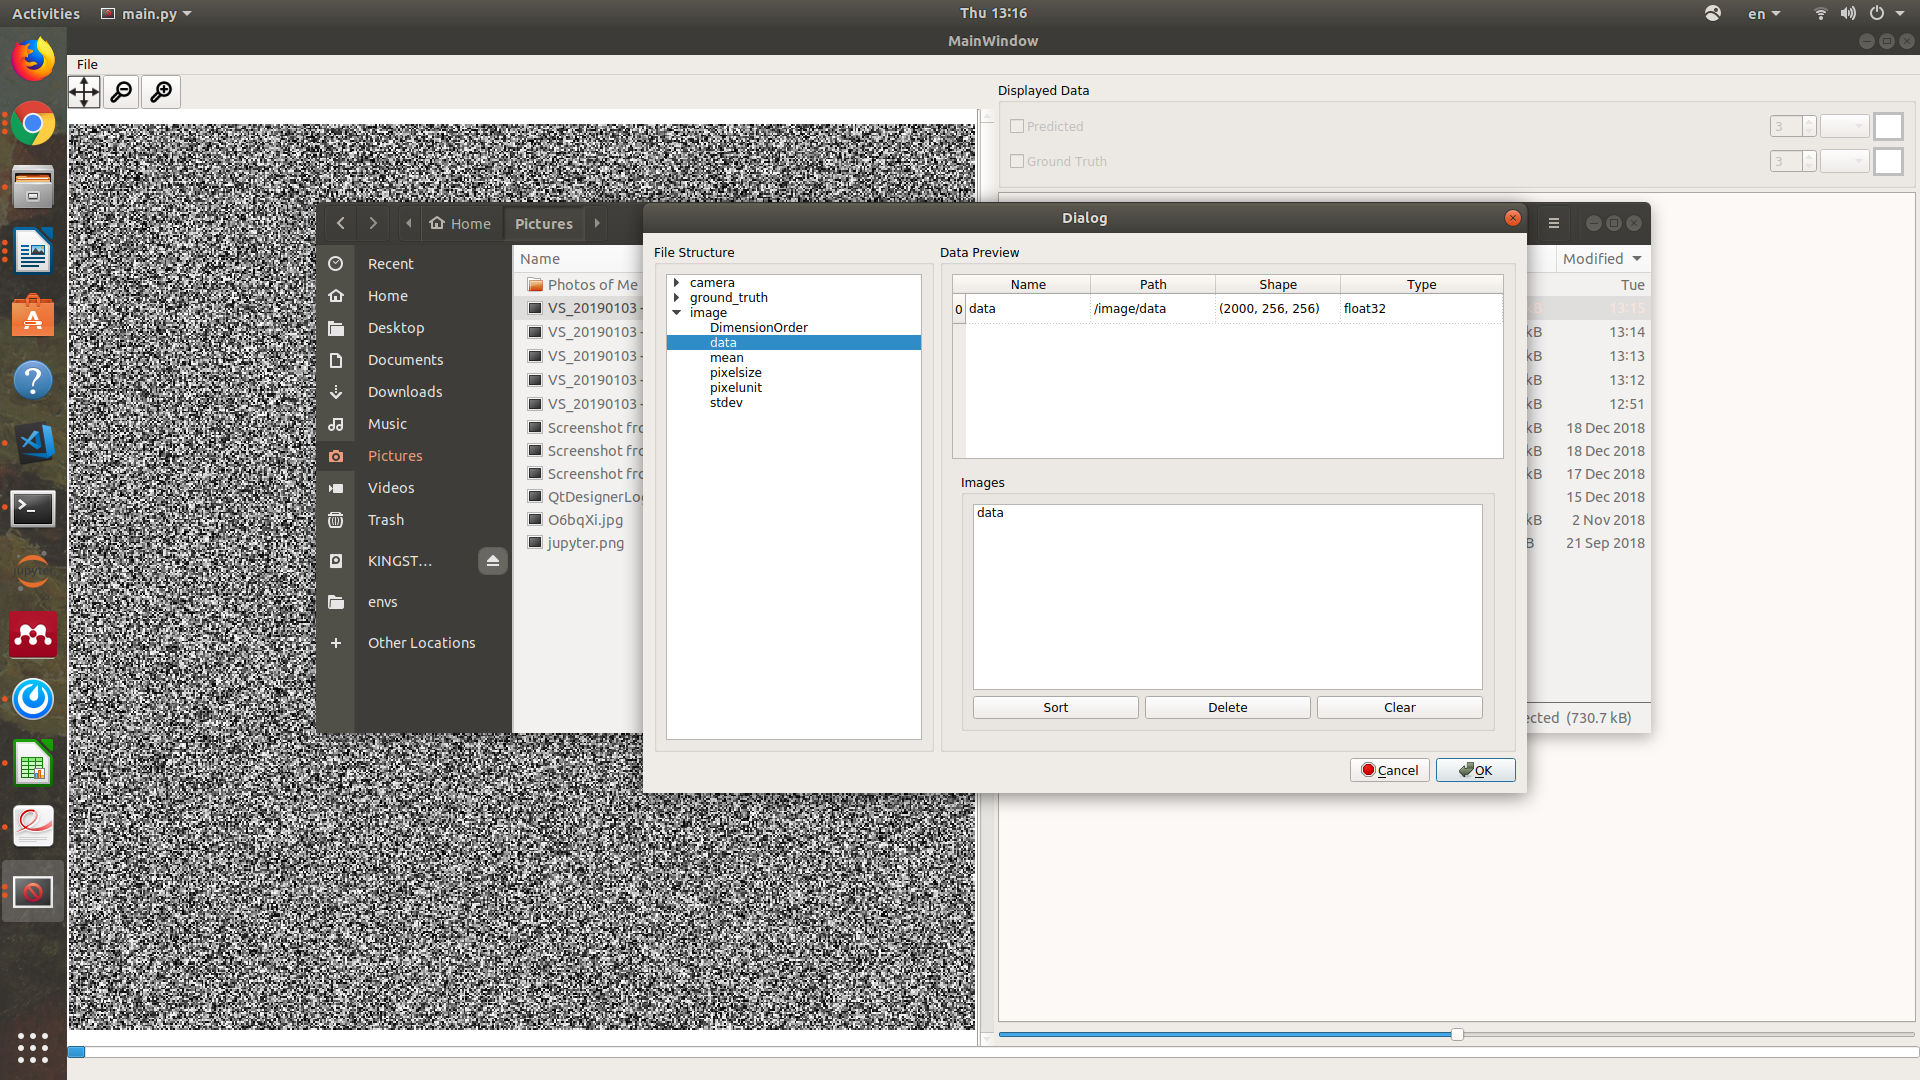 Activities
main.py
Thu 13:16
en
MainWindow
File
Displayed Data
Predicted
3
Ground Truth
3
Home
Pictures
Recent
Home
Desktop
Documents
Downloads
Music
Pictures
Videos
Trash
KINGST...
envs
Other Locations
Name
Photos of Me
VS_20190103 -
VS_20190103 -
VS_20190103 -
VS_20190103 -
VS_20190103 -
Screenshot fro
Screenshot fro
Screenshot fro
QtDesignerLo
O6bqXi.jpg
jupyter.png
Dialog
File Structure
camera
ground_truth
image
DimensionOrder
data
mean
pixelsize
pixelunit
stdev
Data Preview
Name Path Shape Type
0 data /image/data (2000, 256, 256) float32
Images
data
Sort Delete Clear
Cancel OK
Modified
Tue
kB 13:15
kB 13:14
kB 13:13
kB 13:12
kB 12:51
kB 18 Dec 2018
kB 18 Dec 2018
kB 17 Dec 2018
15 Dec 2018
kB 2 Nov 2018
B 21 Sep 2018
ected (730.7 kB)
jupyter